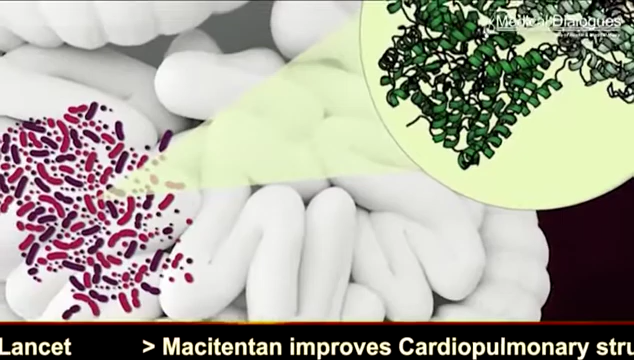 Medical Dialogues
Lancet > Macitentan improves Cardiopulmonary stru